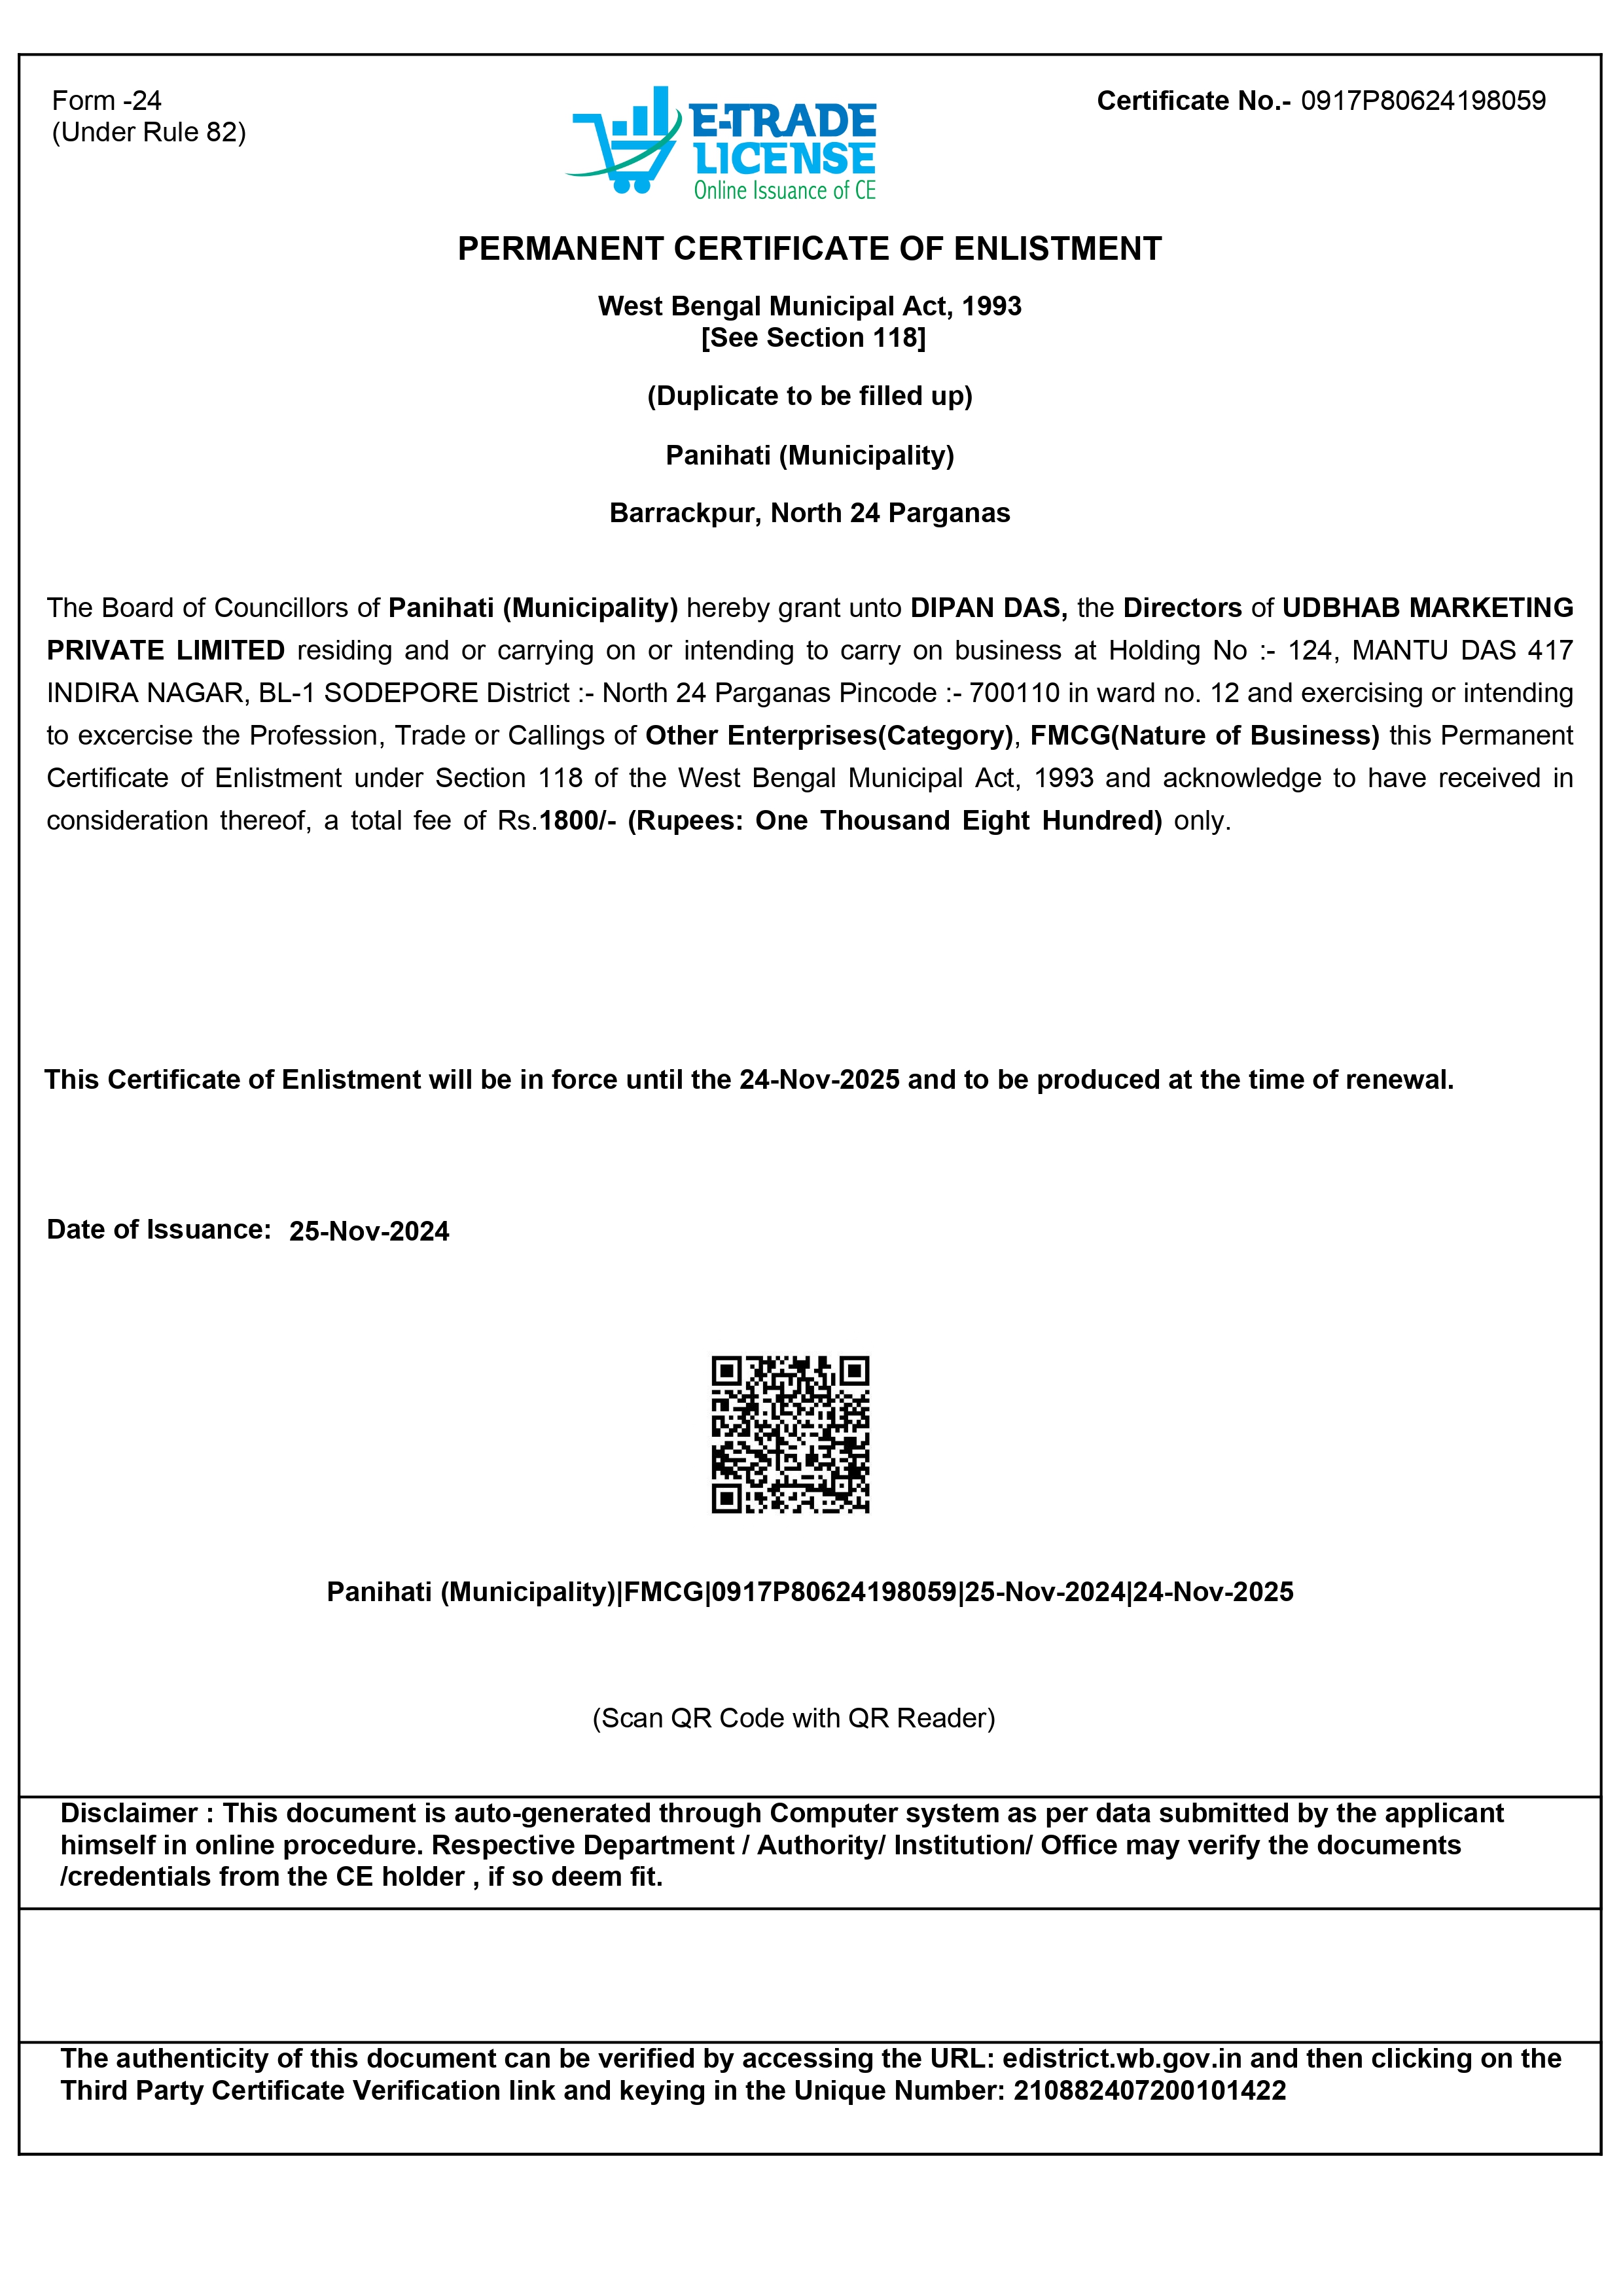 Form -24
(Under Rule 82)
E-TRADE
LICENSE
Online Issuance of CE
Certificate No.- 0917P80624198059
PERMANENT CERTIFICATE OF ENLISTMENT
West Bengal Municipal Act, 1993
[See Section 118]
(Duplicate to be filled up)
Panihati (Municipality)
Barrackpur, North 24 Parganas
The Board of Councillors of Panihati (Municipality) hereby grant unto DIPAN DAS, the Directors of UDBHAB MARKETING
PRIVATE LIMITED residing and or carrying on or intending to carry on business at Holding No :- 124, MANTU DAS 417
INDIRA NAGAR, BL-1 SODEPORE District :- North 24 Parganas Pincode :- 700110 in ward no. 12 and exercising or intending
to excercise the Profession, Trade or Callings of Other Enterprises(Category), FMCG(Nature of Business) this Permanent
Certificate of Enlistment under Section 118 of the West Bengal Municipal Act, 1993 and acknowledge to have received in
consideration thereof, a total fee of Rs.1800/- (Rupees: One Thousand Eight Hundred) only.
This Certificate of Enlistment will be in force until the 24-Nov-2025 and to be produced at the time of renewal.
Date of Issuance: 25-Nov-2024
Panihati (Municipality)|FMCG|0917P80624198059|25-Nov-2024|24-Nov-2025
(Scan QR Code with QR Reader)
Disclaimer : This document is auto-generated through Computer system as per data submitted by the applicant
himself in online procedure. Respective Department / Authority/ Institution/ Office may verify the documents
/credentials from the CE holder , if so deem fit.
The authenticity of this document can be verified by accessing the URL: edistrict.wb.gov.in and then clicking on the
Third Party Certificate Verification link and keying in the Unique Number: 210882407200101422